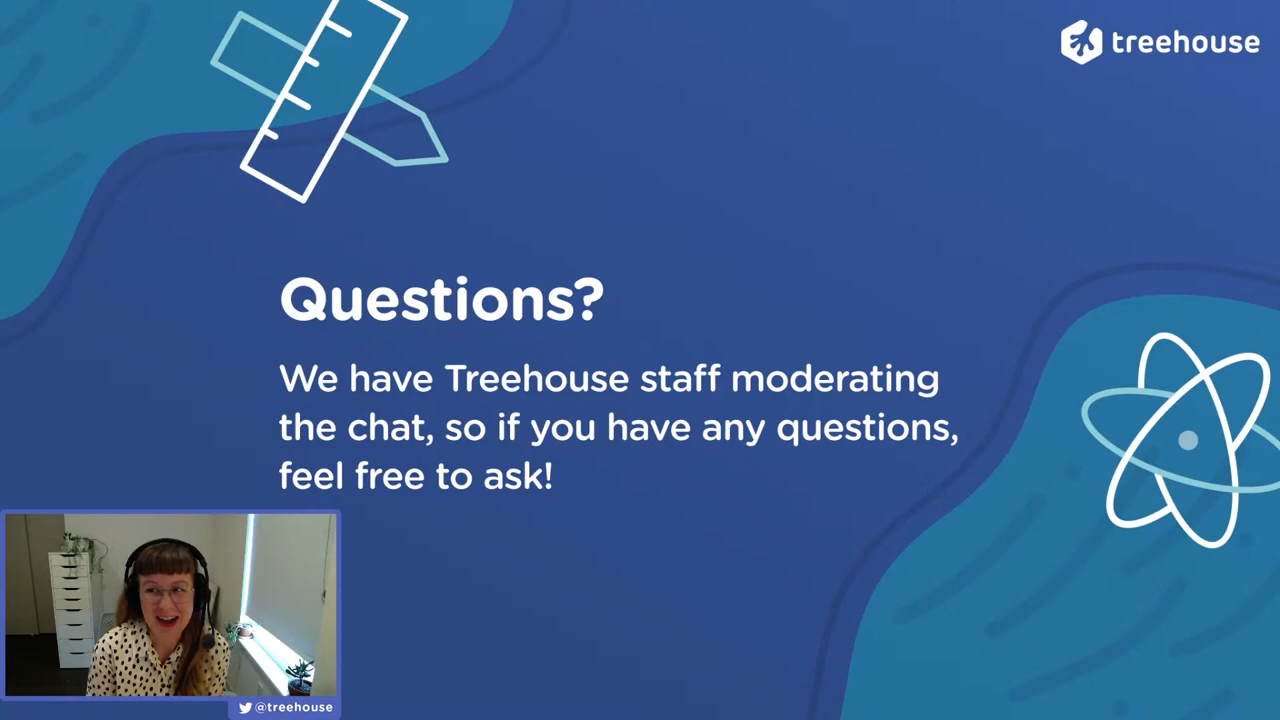 treehouse
Questions?
We have Treehouse staff moderating
the chat, so if you have any questions,
feel free to ask!
@treehouse